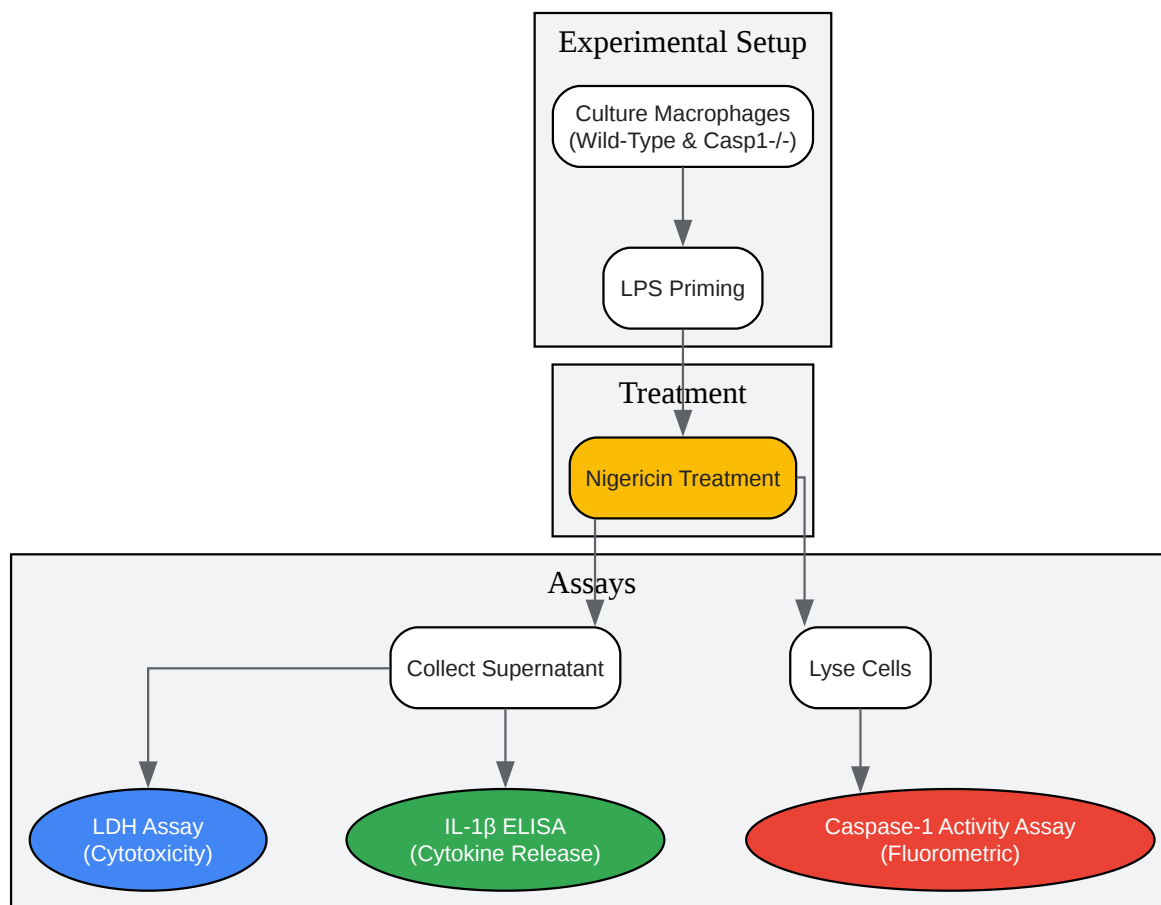 Experimental Setup
Culture Macrophages
(Wild-Type & Casp1-/-)
LPS Priming
Treatment
Nigericin Treatment
Assays
Collect Supernatant
Lyse Cells
LDH Assay
(Cytotoxicity)
IL-1β ELISA
(Cytokine Release)
Caspase-1 Activity Assay
(Fluorometric)